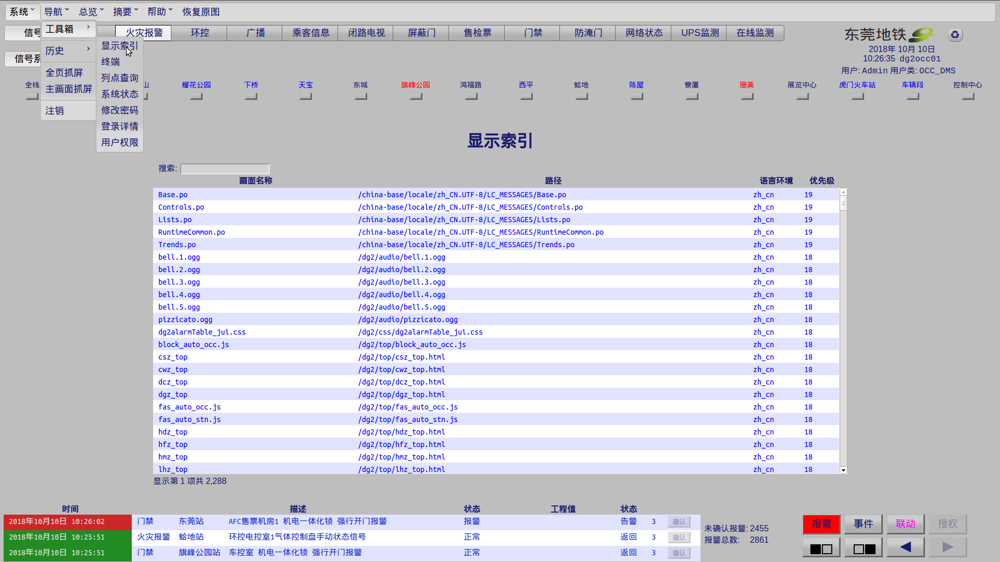 系统 导航 总览 摘要 帮助 恢复原图
工具箱
历史
全页抓屏
主画面抓屏
注销
显示索引
终端
列点查询
系统状态
修改密码
登录详情
用户权限
火灾报警 环控 广播 乘客信息 闭路电视 屏蔽门 售检票 门禁 防淹门 网络状态 UPS监测 在线监测
东莞地铁
2018年 10月 10日
10:26:35 dg2occ01
用户: Admin 用户类: OCC_DMS
全线 榴花公园 下桥 天宝 东城 旗峰公园 鸿福路 西平 蛤地 陈屋 寮厦 珊美 展览中心 虎门火车站 车辆段 控制中心
显示索引
搜索:
画面名称 路径 语言环境 优先级
Base.po /china-base/locale/zh_CN.UTF-8/LC_MESSAGES/Base.po zh_cn 19
Controls.po /china-base/locale/zh_CN.UTF-8/LC_MESSAGES/Controls.po zh_cn 19
Lists.po /china-base/locale/zh_CN.UTF-8/LC_MESSAGES/Lists.po zh_cn 19
RuntimeCommon.po /china-base/locale/zh_CN.UTF-8/LC_MESSAGES/RuntimeCommon.po zh_cn 19
Trends.po /china-base/locale/zh_CN.UTF-8/LC_MESSAGES/Trends.po zh_cn 19
bell.1.ogg /dg2/audio/bell.1.ogg zh_cn 18
bell.2.ogg /dg2/audio/bell.2.ogg zh_cn 18
bell.3.ogg /dg2/audio/bell.3.ogg zh_cn 18
bell.4.ogg /dg2/audio/bell.4.ogg zh_cn 18
bell.5.ogg /dg2/audio/bell.5.ogg zh_cn 18
pizzicato.ogg /dg2/audio/pizzicato.ogg zh_cn 18
dg2alarmTable_jui.css /dg2/css/dg2alarmTable_jui.css zh_cn 18
block_auto_occ.js /dg2/top/block_auto_occ.js zh_cn 18
csz_top /dg2/top/csz_top.html zh_cn 18
cwz_top /dg2/top/cwz_top.html zh_cn 18
dcz_top /dg2/top/dcz_top.html zh_cn 18
dgz_top /dg2/top/dgz_top.html zh_cn 18
fas_auto_occ.js /dg2/top/fas_auto_occ.js zh_cn 18
fas_auto_stn.js /dg2/top/fas_auto_stn.js zh_cn 18
hdz_top /dg2/top/hdz_top.html zh_cn 18
hfz_top /dg2/top/hfz_top.html zh_cn 18
hmz_top /dg2/top/hmz_top.html zh_cn 18
lhz_top /dg2/top/lhz_top.html zh_cn 18
显示第 1 项共 2,288
时间 描述 状态 工程值 状态
2018年10月10日 10:26:02 门禁 东莞站 AFC售票机房1 机电一体化锁 强行开门报警 报警 告警 3 确认
2018年10月10日 10:25:51 火灾报警 蛤地站 环控电控室1气体控制盘手动状态信号 正常 返回 3 确认
2018年10月10日 10:25:51 门禁 旗峰公园站 车控室 机电一体化锁 强行开门报警 正常 返回 3 确认
未确认报警: 2455
报警总数: 2861
报警 事件 联动 授权